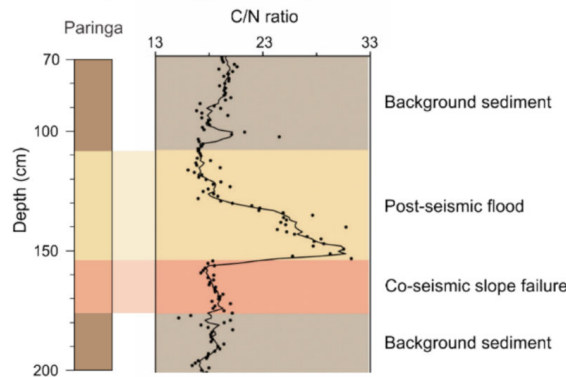 Paringa
C/N ratio
13 23 33
70
100
150
200
Depth (cm)
Background sediment
Post-seismic flood
Co-seismic slope failure
Background sediment